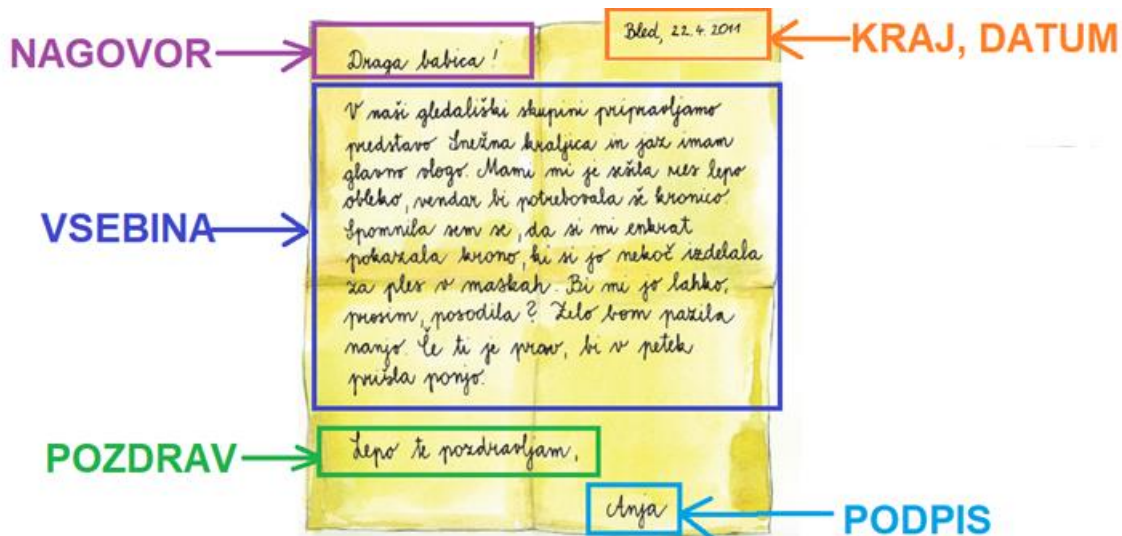 Bled, 22. 4. 2011
KRAJ, DATUM
NAGOVOR
Draga babica!
V naši gledališki skupini pripravljamo
predstavo Snežna kraljica in jaz imam
glavno vlogo. Mami mi je sešila res lepo
obleko, vendar bi potrebovala še kronico.
Spomnila sem se, da si mi enkrat
pokazala krono, ki si jo nekoč izdelala
za ples v maskah. Bi mi jo lahko,
prosim, posodila? Zelo bom pazila
nanjo. Če ti je prav, bi v petek
prišla ponjo.
VSEBINA
POZDRAV
Lepo te pozdravljam,
Anja
PODPIS